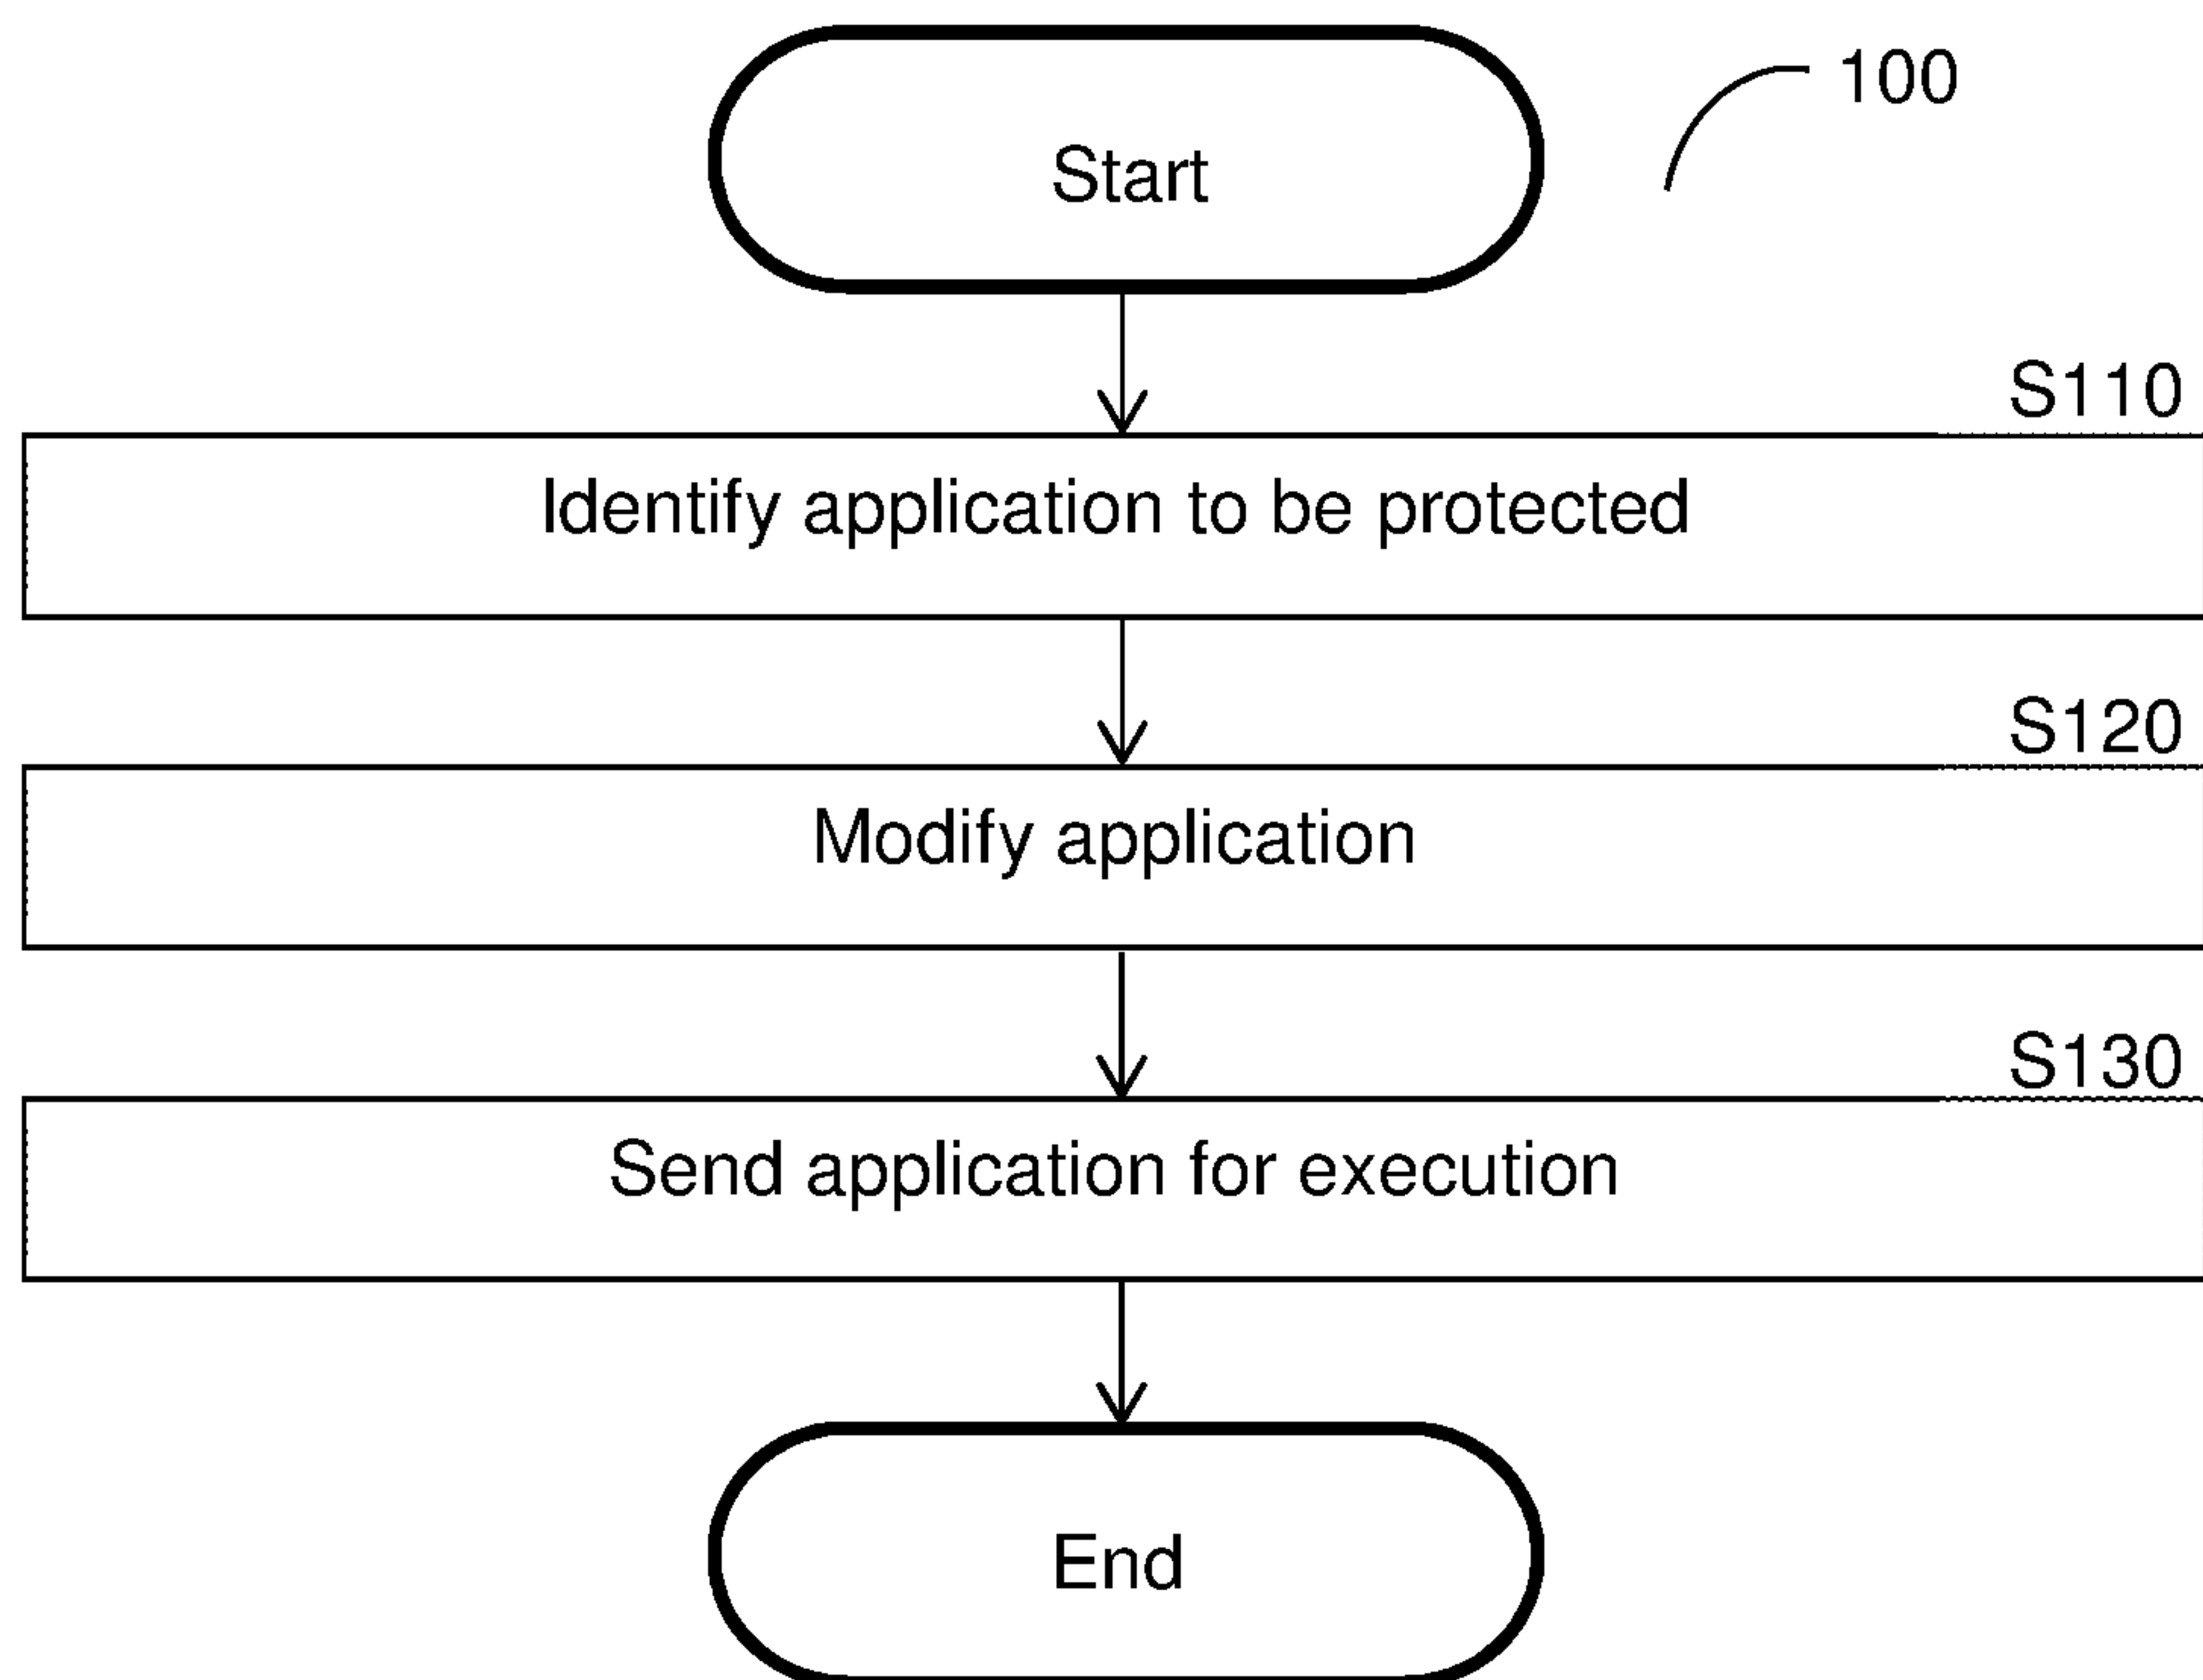 Start
100
S110
Identify application to be protected
S120
Modify application
S130
Send application for execution
End